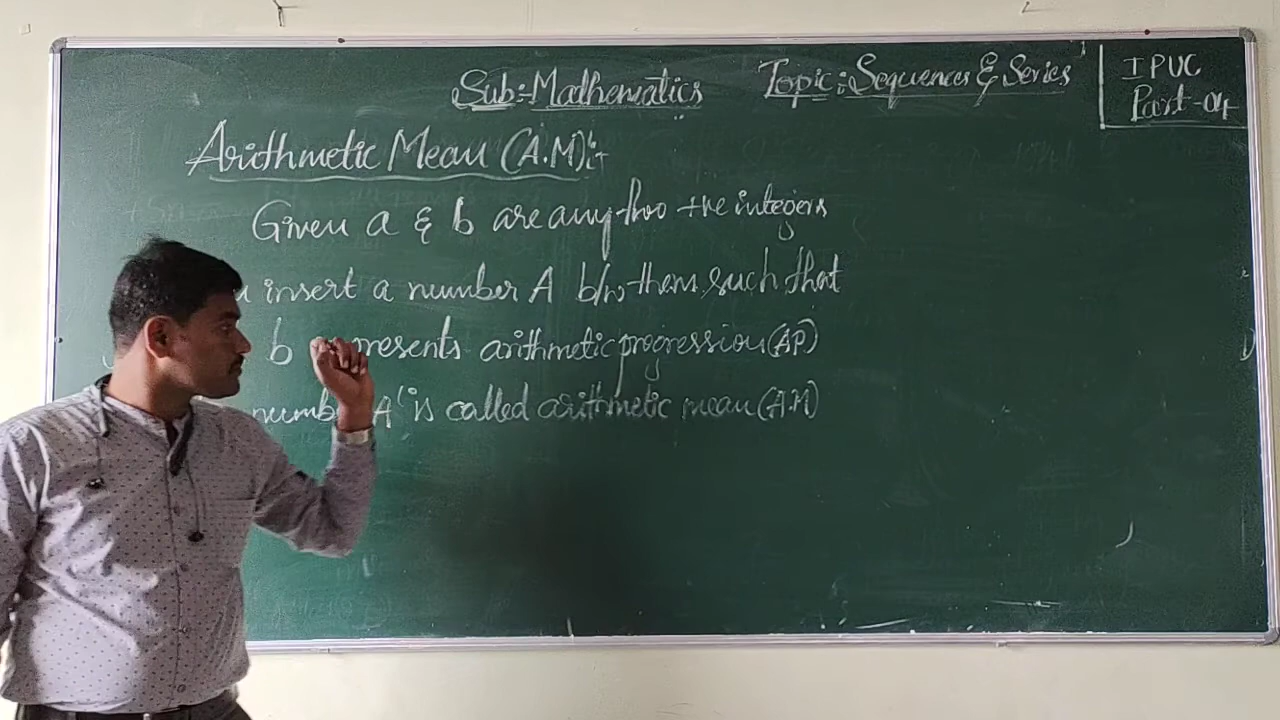 Sub:- Mathematics Topic:- Sequences & Series
I PUC
Part-04
Arithmetic Mean (A.M):-
Given a & b are any two +ve integers
insert a number A b/w them, such that
b represents arithmetic progression (AP)
number 'A' is called arithmetic mean (A.M)